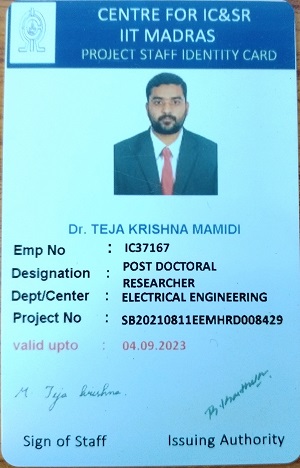 CENTRE FOR IC&SR
IIT MADRAS
PROJECT STAFF IDENTITY CARD
Dr. TEJA KRISHNA MAMIDI
Emp No : IC37167
Designation : POST DOCTORAL
RESEARCHER
Dept/Center : ELECTRICAL ENGINEERING
Project No : SB20210811EEMHRD008429
valid upto : 04.09.2023
M Teja krishna.
Sign of Staff Issuing Authority